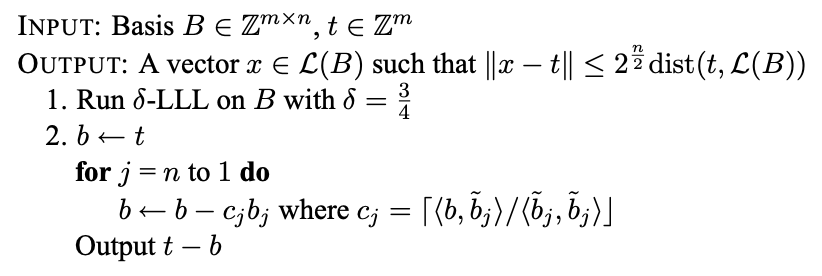 INPUT: Basis B ∈ ℤ^{m×n}, t ∈ ℤ^m
OUTPUT: A vector x ∈ ℒ(B) such that ‖x − t‖ ≤ 2^{n/2} dist(t, ℒ(B))
1. Run δ-LLL on B with δ = 3/4
2. b ← t
for j = n to 1 do
b ← b − c_j b_j where c_j = ⌈⟨b, b̃_j⟩/⟨b̃_j, b̃_j⟩⌋
Output t − b